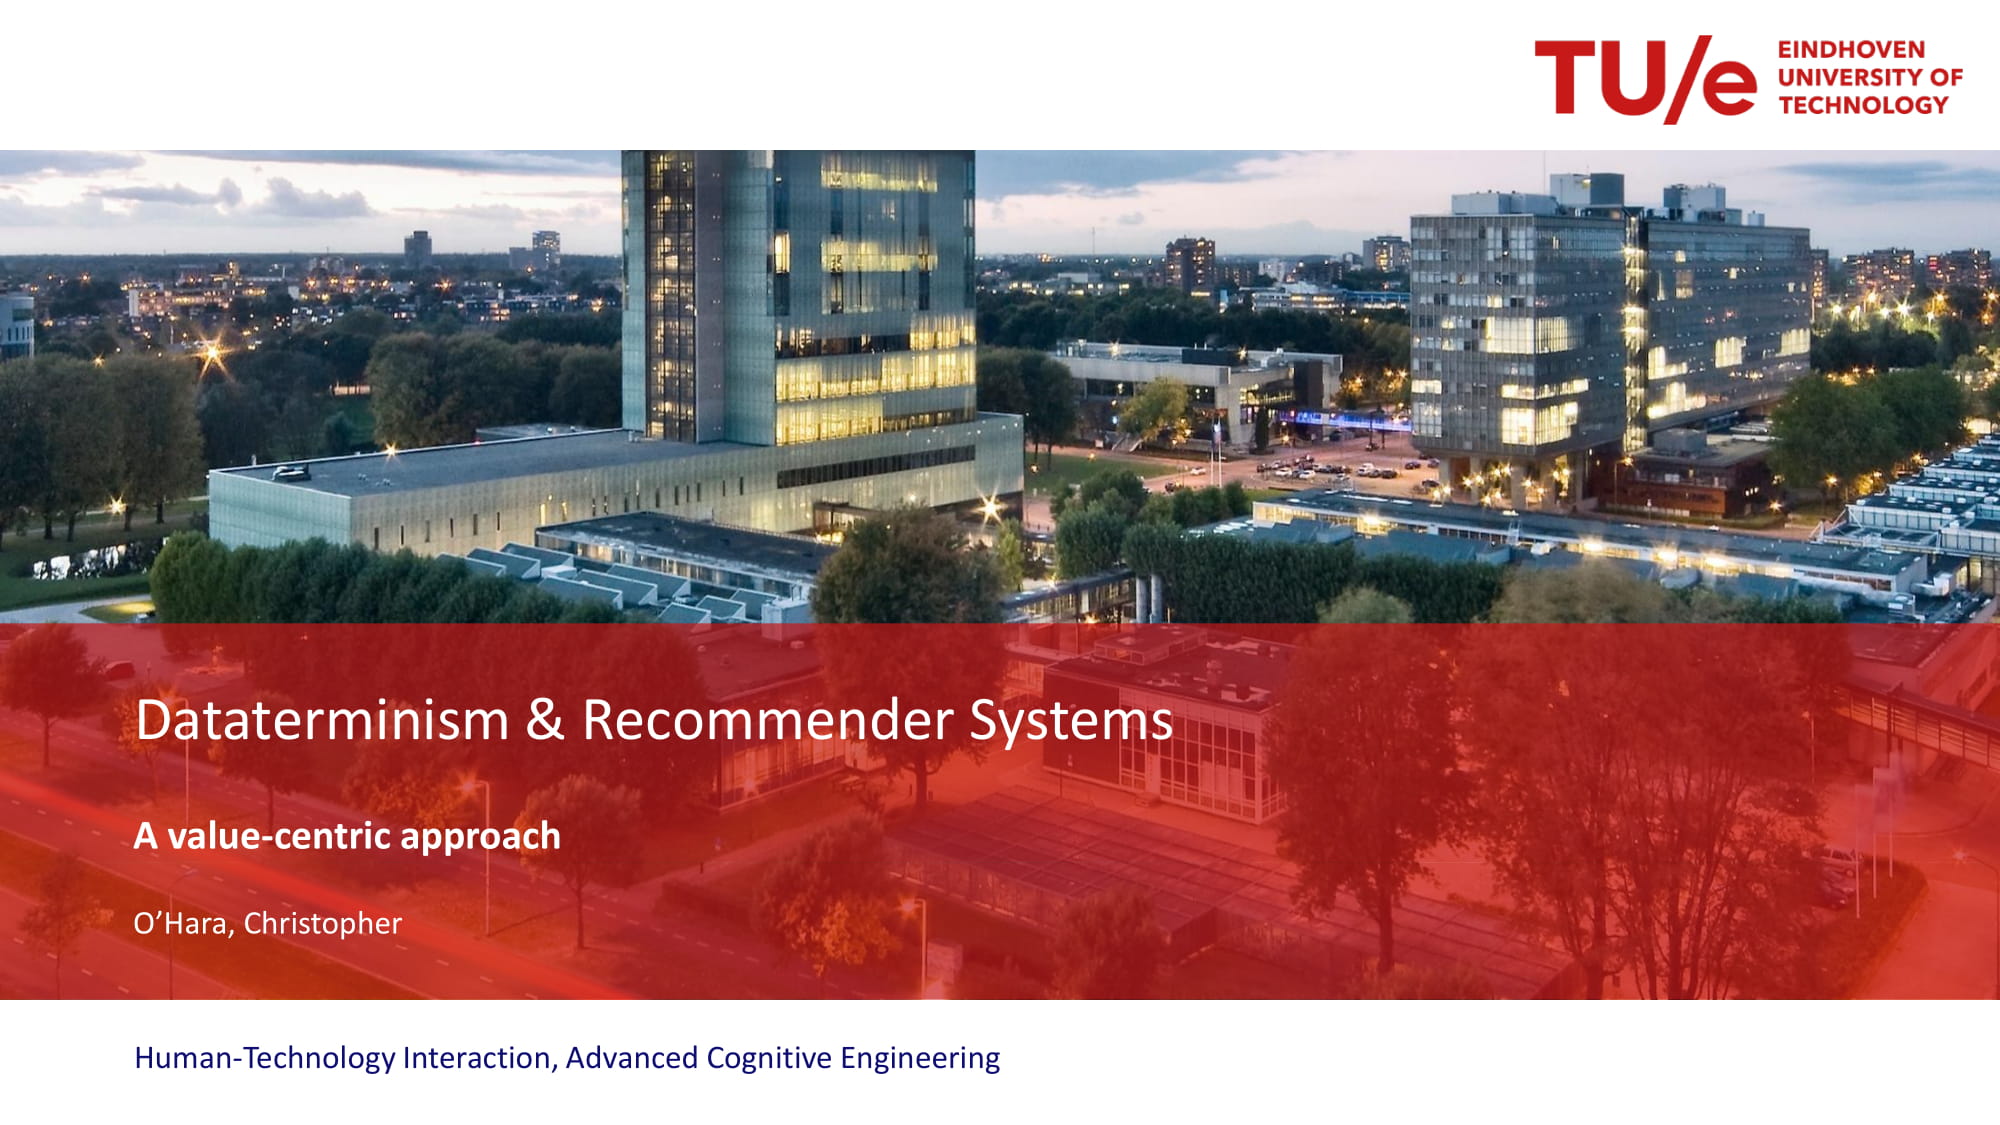 TU/e
EINDHOVEN
UNIVERSITY OF
TECHNOLOGY
Dataterminism & Recommender Systems
A value-centric approach
O’Hara, Christopher
Human-Technology Interaction, Advanced Cognitive Engineering